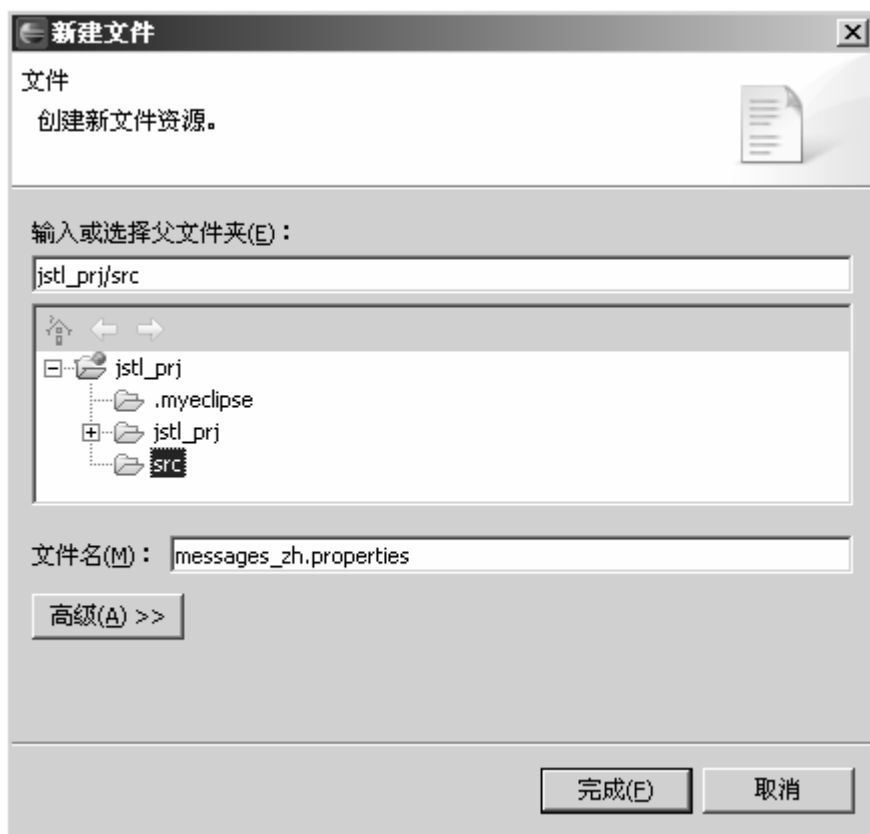 新建文件
文件
创建新文件资源。
输入或选择父文件夹(E)：
jstl_prj/src
jstl_prj
.myeclipse
jstl_prj
src
文件名(M)： messages_zh.properties
高级(A) >>
完成(F) 取消